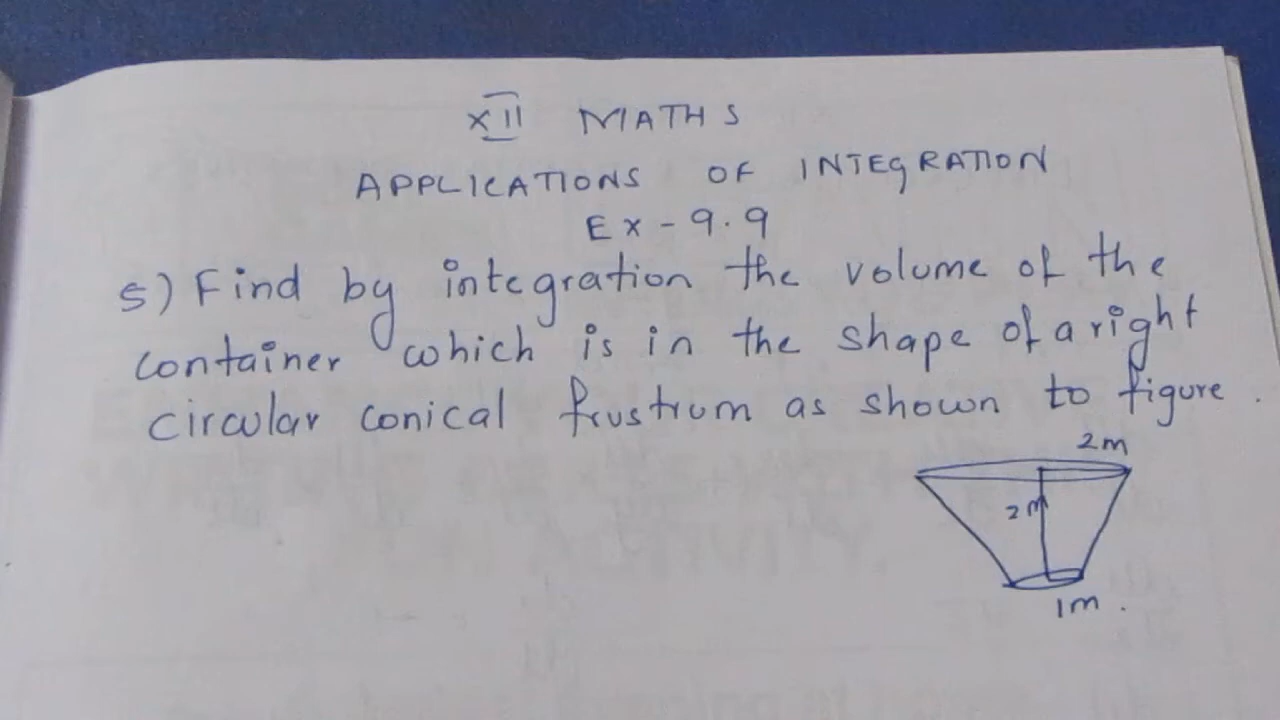 XII MATHS
APPLICATIONS OF INTEGRATION
Ex - 9.9
5) Find by integration the volume of the
container which is in the shape of a right
circular conical frustrum as shown to figure.
2m
2m
1m.